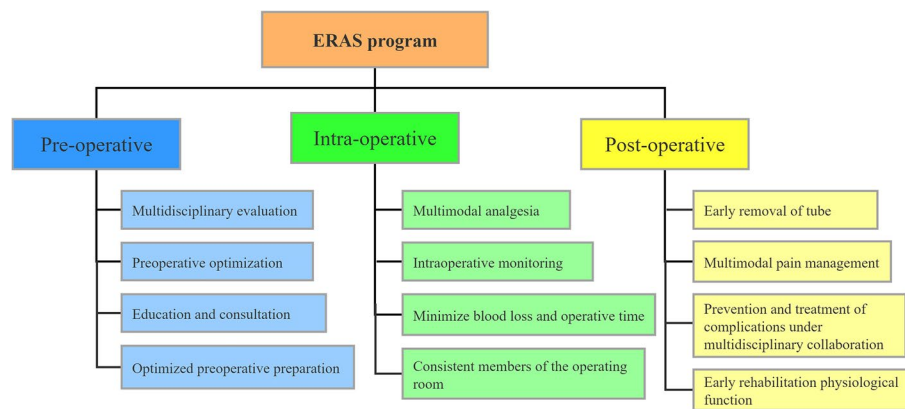 ERAS program
Pre-operative
Multidisciplinary evaluation
Preoperative optimization
Education and consultation
Optimized preoperative preparation
Intra-operative
Multimodal analgesia
Intraoperative monitoring
Minimize blood loss and operative time
Consistent members of the operating
room
Post-operative
Early removal of tube
Multimodal pain management
Prevention and treatment of
complications under
multidisciplinary collaboration
Early rehabilitation physiological
function